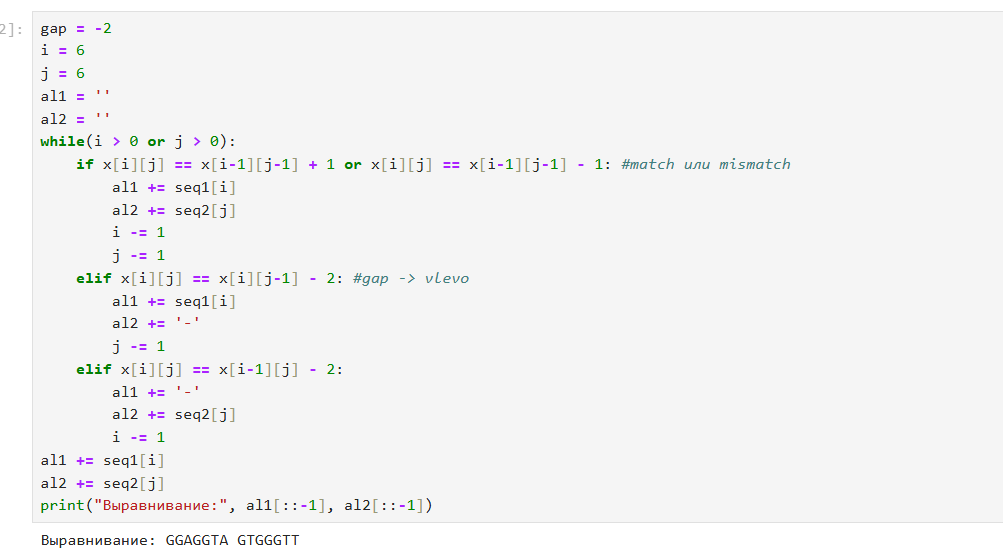 2]:
gap = -2
i = 6
j = 6
al1 = ''
al2 = ''
while(i > 0 or j > 0):
    if x[i][j] == x[i-1][j-1] + 1 or x[i][j] == x[i-1][j-1] - 1: #match или mismatch
        al1 += seq1[i]
        al2 += seq2[j]
        i -= 1
        j -= 1
    elif x[i][j] == x[i][j-1] - 2: #gap -> vlevo
        al1 += seq1[i]
        al2 += '-'
        j -= 1
    elif x[i][j] == x[i-1][j] - 2:
        al1 += '-'
        al2 += seq2[j]
        i -= 1
al1 += seq1[i]
al2 += seq2[j]
print("Выравнивание:", al1[::-1], al2[::-1])
Выравнивание: GGAGGTA GTGGGTT